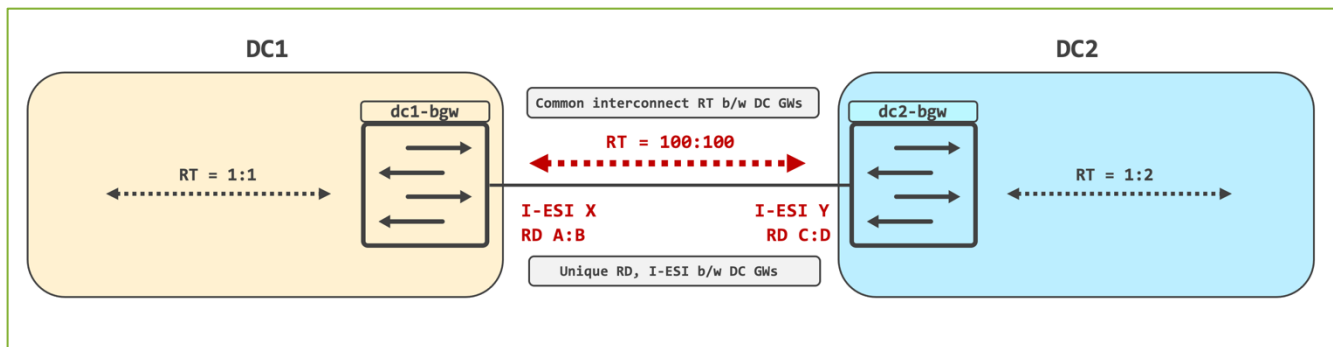 DC1
DC2
dc1-bgw
Common interconnect RT b/w DC GWs
dc2-bgw
RT = 100:100
RT = 1:1
RT = 1:2
I-ESI X
I-ESI Y
RD A:B
RD C:D
Unique RD, I-ESI b/w DC GWs